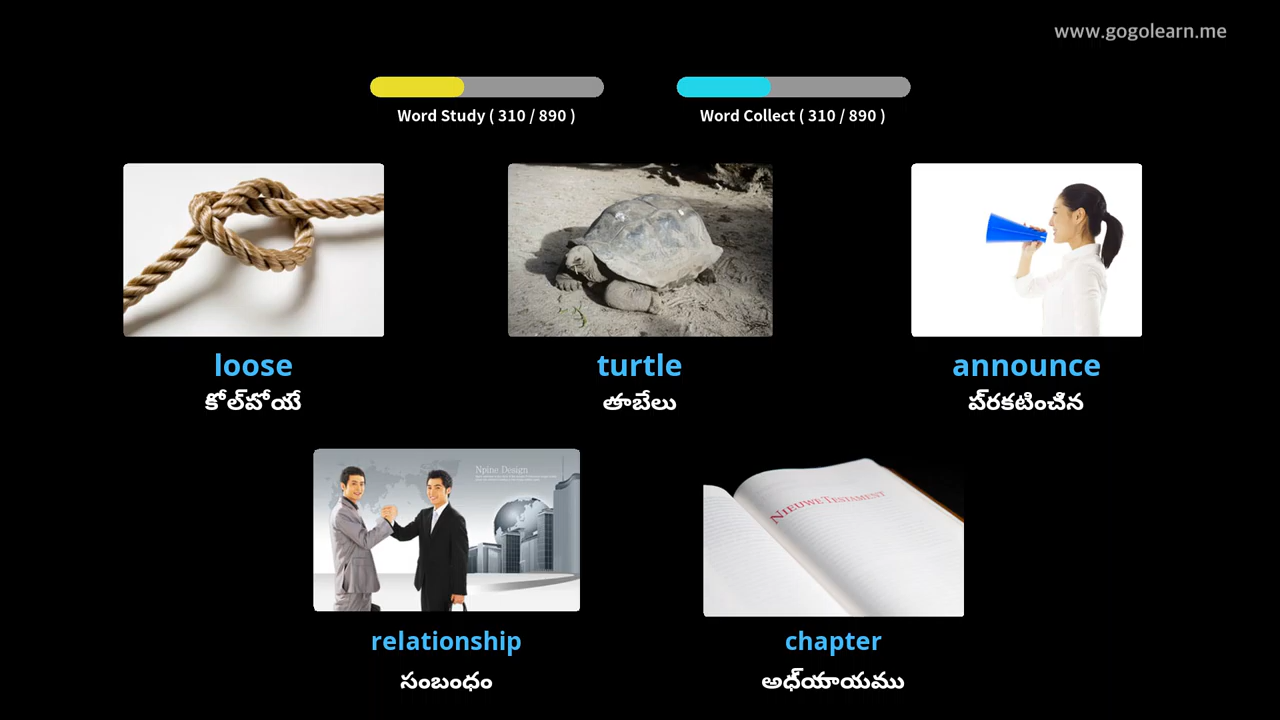 www.gogolearn.me
Word Study ( 310 / 890 )
Word Collect ( 310 / 890 )
loose
కోల్పోయే
turtle
తాబేలు
announce
ప్రకటించిన
Npine Design
NIEUWE TESTAMENT
relationship
సంబంధం
chapter
అధ్యాయము